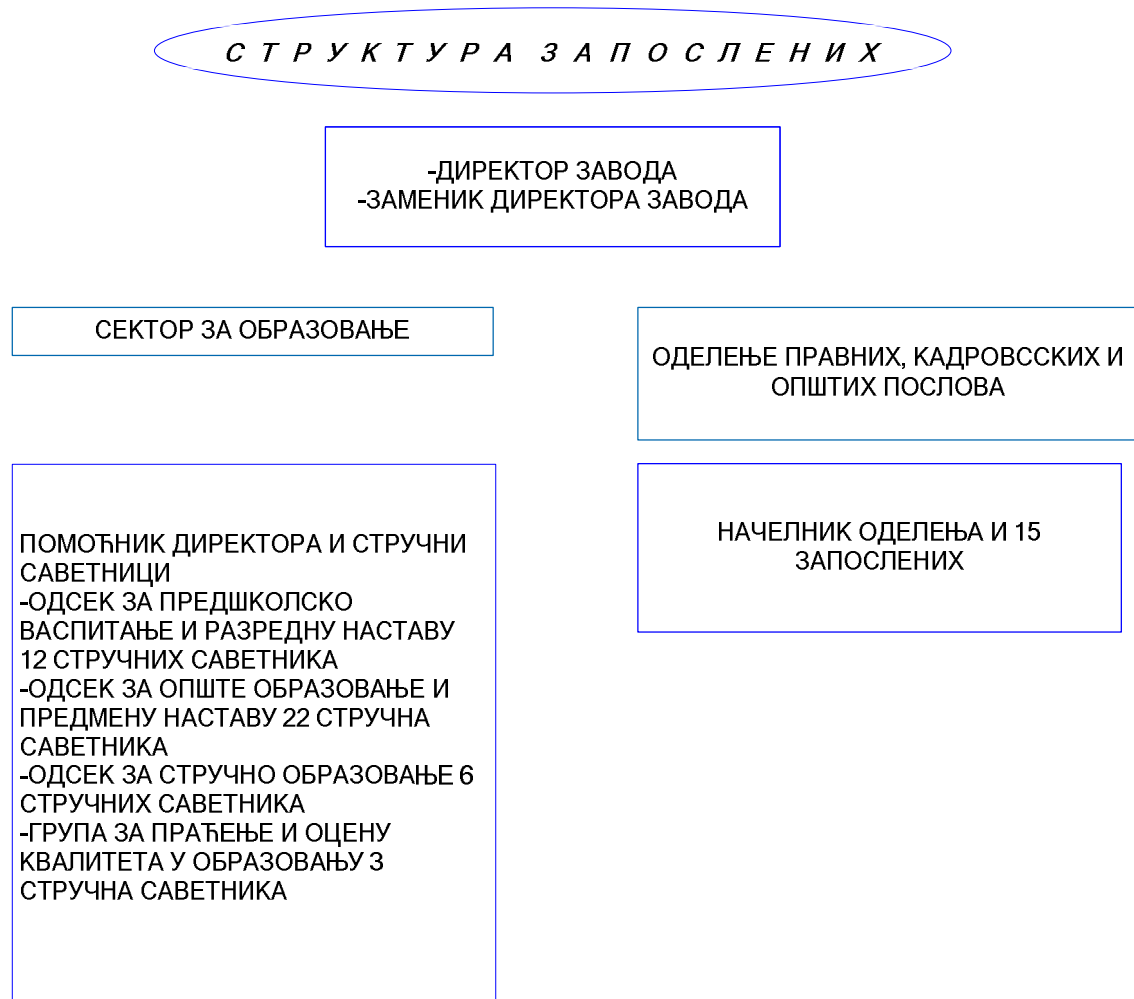 С Т Р У К Т У Р А З А П О С Л Е Н И Х
-ДИРЕКТОР ЗАВОДА
-ЗАМЕНИК ДИРЕКТОРА ЗАВОДА
СЕКТОР ЗА ОБРАЗОВАЊЕ
ОДЕЛЕЊЕ ПРАВНИХ, КАДРОВССКИХ И
ОПШТИХ ПОСЛОВА
ПОМОЋНИК ДИРЕКТОРА И СТРУЧНИ
САВЕТНИЦИ
-ОДСЕК ЗА ПРЕДШКОЛСКО
ВАСПИТАЊЕ И РАЗРЕДНУ НАСТАВУ
12 СТРУЧНИХ САВЕТНИКА
-ОДСЕК ЗА ОПШТЕ ОБРАЗОВАЊЕ И
ПРЕДМЕНУ НАСТАВУ 22 СТРУЧНА
САВЕТНИКА
-ОДСЕК ЗА СТРУЧНО ОБРАЗОВАЊЕ 6
СТРУЧНИХ САВЕТНИКА
-ГРУПА ЗА ПРАЋЕЊЕ И ОЦЕНУ
КВАЛИТЕТА У ОБРАЗОВАЊУ 3
СТРУЧНА САВЕТНИКА
НАЧЕЛНИК ОДЕЛЕЊА И 15
ЗАПОСЛЕНИХ